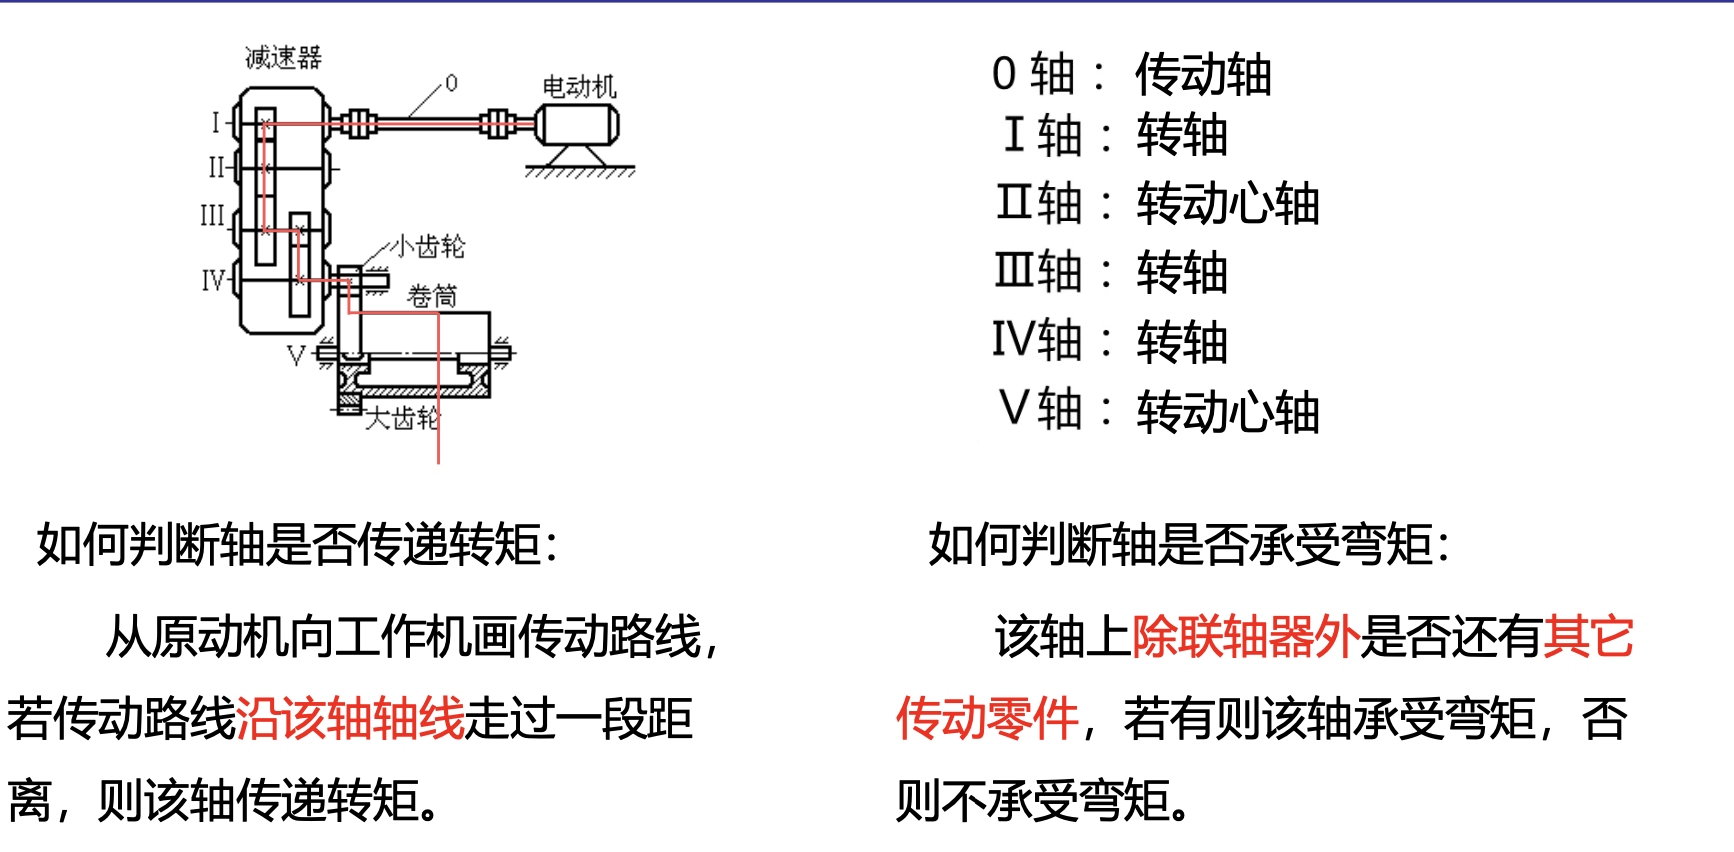 减速器
0
电动机
I
II
III
小齿轮
IV
卷筒
V
大齿轮
0 轴： 传动轴
Ⅰ轴： 转轴
Ⅱ轴： 转动心轴
Ⅲ轴： 转轴
Ⅳ轴： 转轴
Ⅴ轴： 转动心轴
如何判断轴是否传递转矩：
从原动机向工作机画传动路线，
若传动路线沿该轴轴线走过一段距
离，则该轴传递转矩。
如何判断轴是否承受弯矩：
该轴上除联轴器外是否还有其它
传动零件，若有则该轴承受弯矩，否
则不承受弯矩。